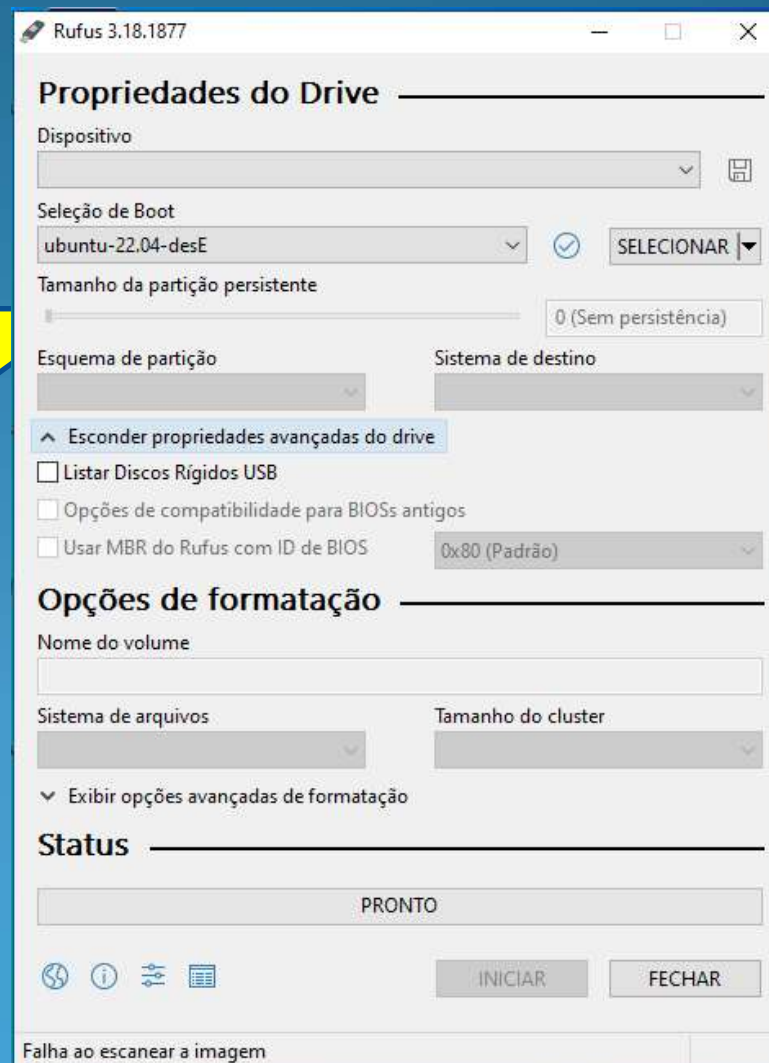 Rufus 3.18.1877
Propriedades do Drive
Dispositivo
Seleção de Boot
ubuntu-22.04-desE
SELECIONAR
Tamanho da partição persistente
0 (Sem persistência)
Esquema de partição Sistema de destino
Esconder propriedades avançadas do drive
Listar Discos Rígidos USB
Opções de compatibilidade para BIOSs antigos
Usar MBR do Rufus com ID de BIOS 0x80 (Padrão)
Opções de formatação
Nome do volume
Sistema de arquivos Tamanho do cluster
Exibir opções avançadas de formatação
Status
PRONTO
INICIAR FECHAR
Falha ao escanear a imagem